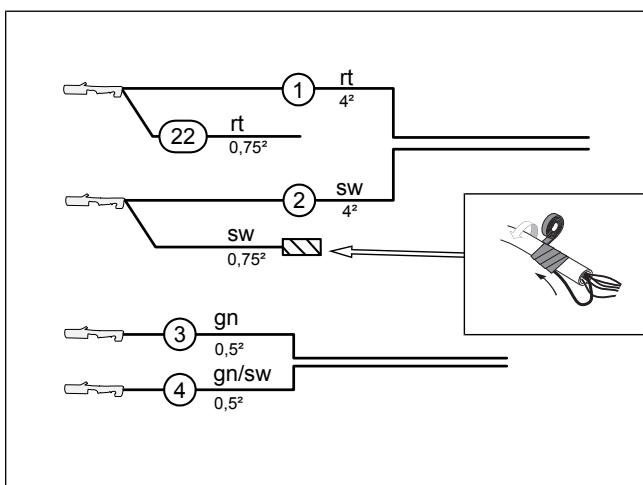 1 rt
4²
22 rt
0,75²
2 sw
4²
sw
0,75²
3 gn
0,5²
4 gn/sw
0,5²